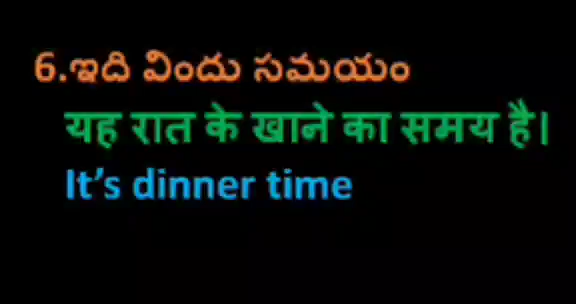 6.ఇది విందు సమయం
यह रात के खाने का समय है।
It's dinner time